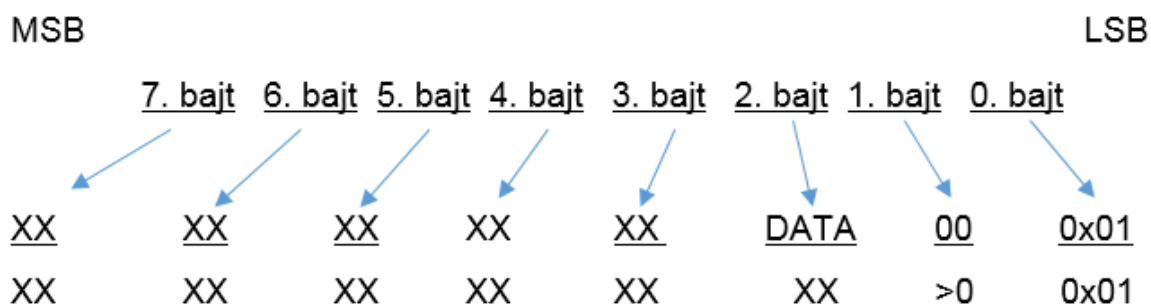 MSB LSB
7. bajt 6. bajt 5. bajt 4. bajt 3. bajt 2. bajt 1. bajt 0. bajt
XX XX XX XX XX DATA 00 0x01
XX XX XX XX XX XX >0 0x01